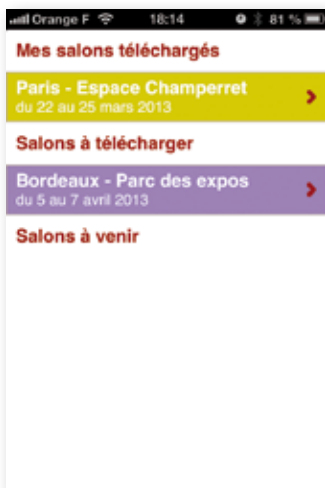 Orange F 18:14 81 %
Mes salons téléchargés
Paris - Espace Champerret
du 22 au 25 mars 2013
Salons à télécharger
Bordeaux - Parc des expos
du 5 au 7 avril 2013
Salons à venir